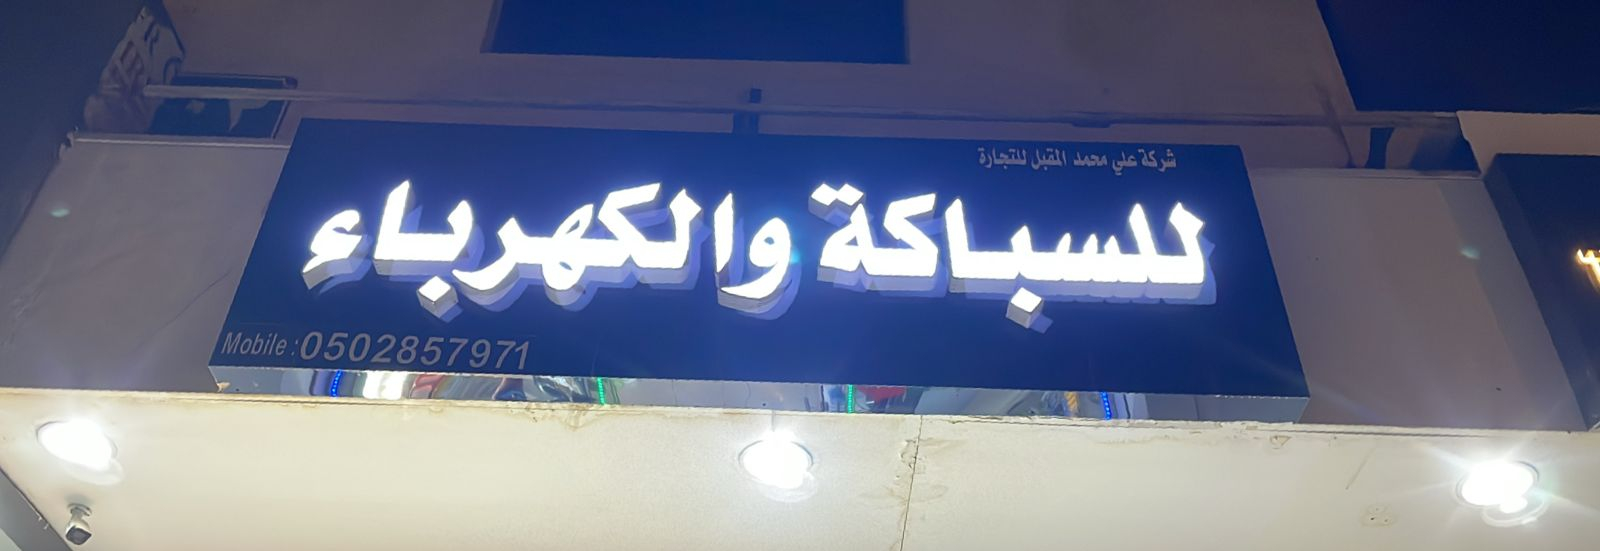 شركة علي محمد المقبل للتجارة
للسباكة والكهرباء
Mobile : 0502857971